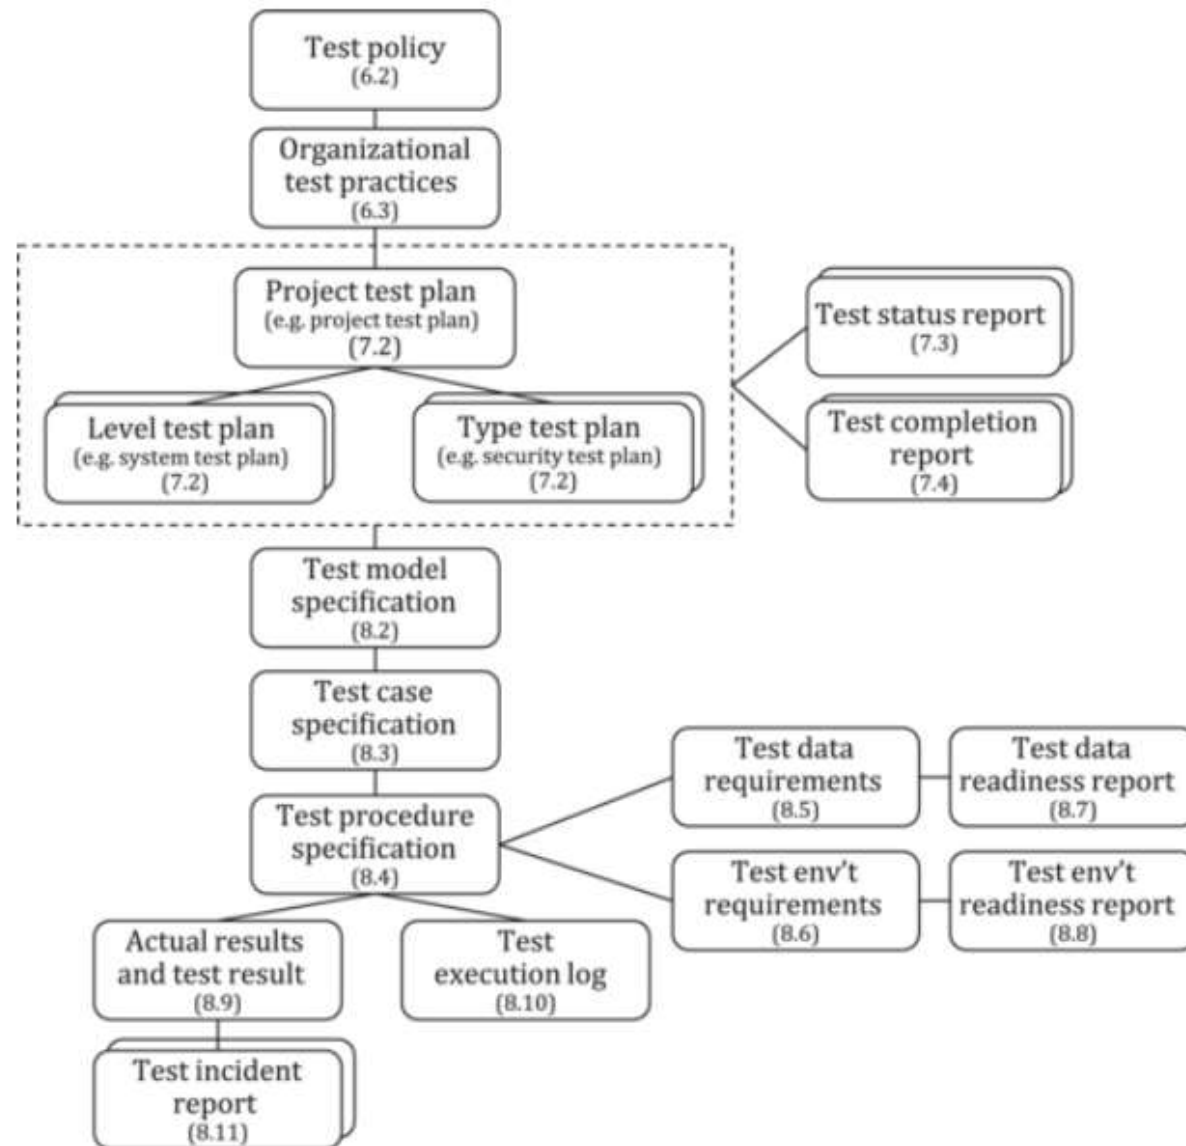 Test policy
(6.2)
Organizational
test practices
(6.3)
Project test plan
(e.g. project test plan)
(7.2)
Level test plan
(e.g. system test plan)
(7.2)
Type test plan
(e.g. security test plan)
(7.2)
Test status report
(7.3)
Test completion
report
(7.4)
Test model
specification
(8.2)
Test case
specification
(8.3)
Test procedure
specification
(8.4)
Test data
requirements
(8.5)
Test data
readiness report
(8.7)
Test env't
requirements
(8.6)
Test env't
readiness report
(8.8)
Actual results
and test result
(8.9)
Test
execution log
(8.10)
Test incident
report
(8.11)